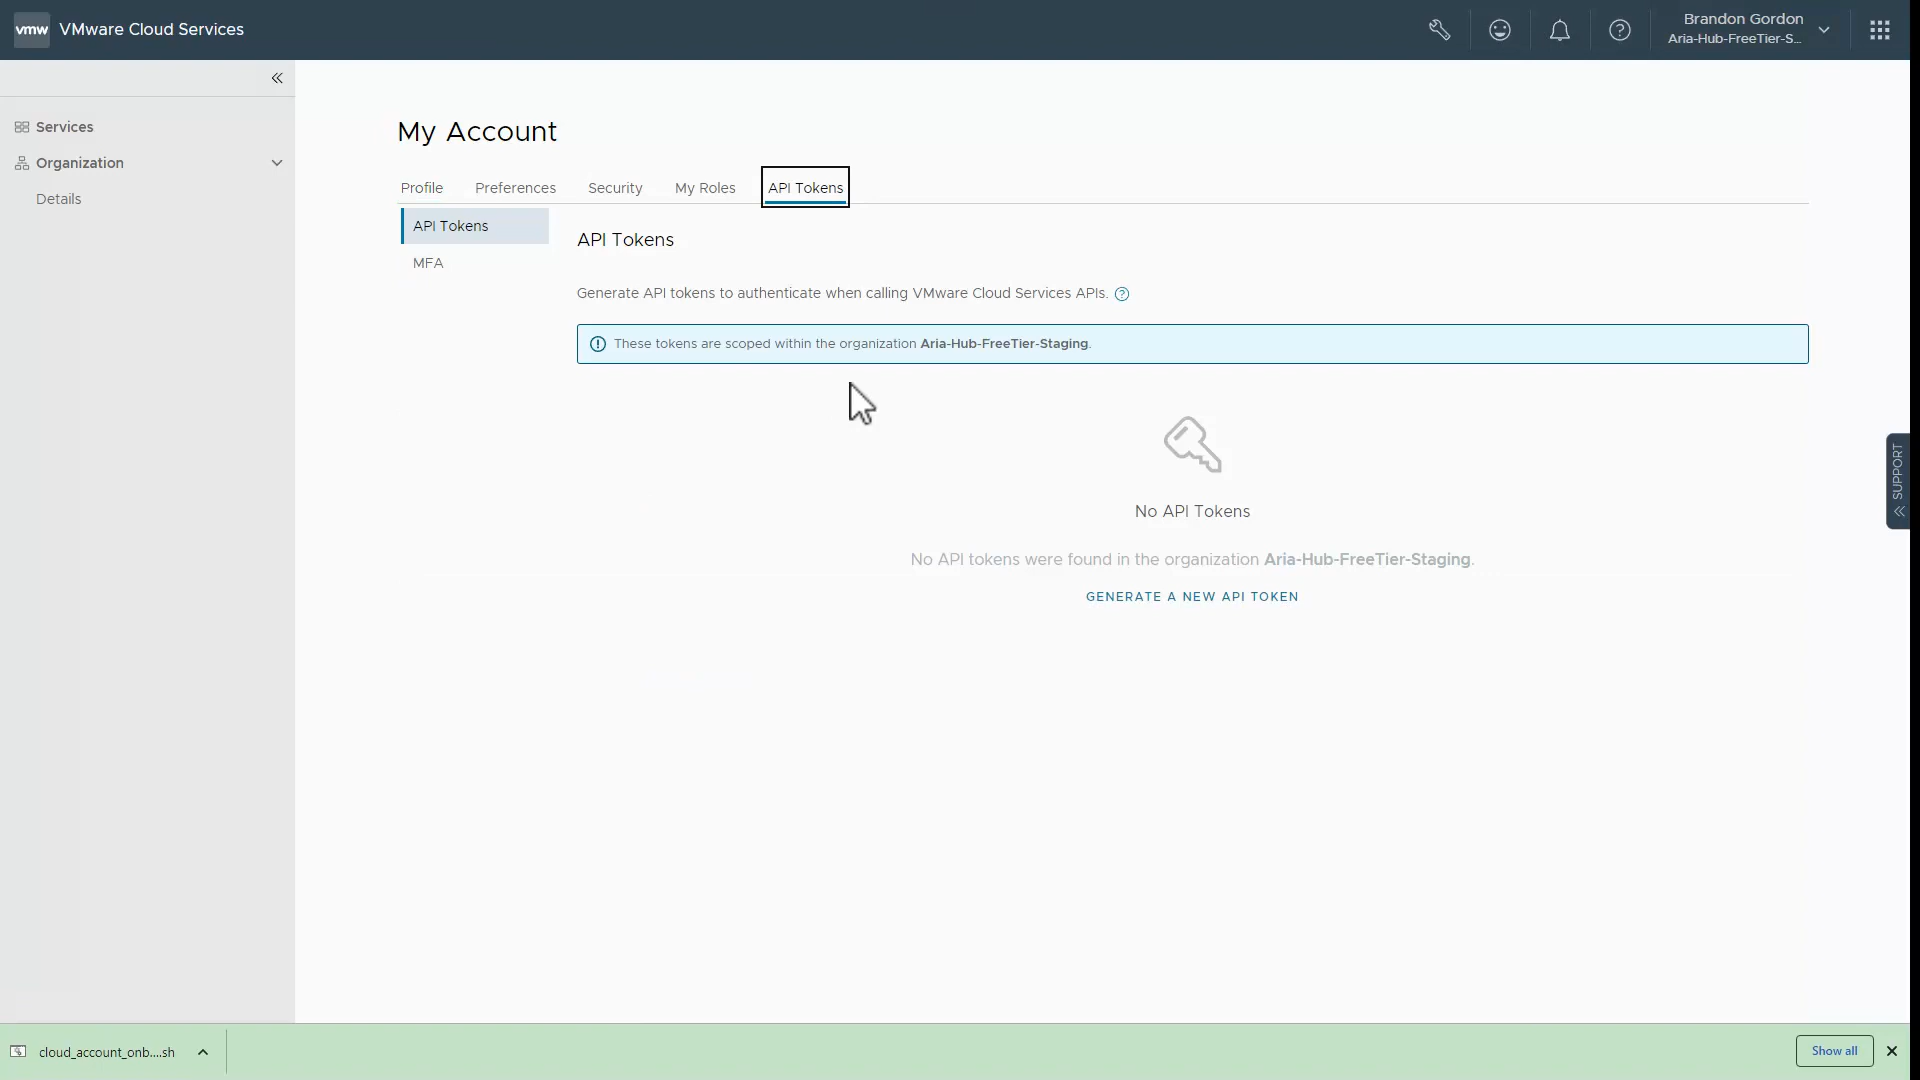 vmw VMware Cloud Services
Brandon Gordon
Aria-Hub-FreeTier-S...
Services
Organization
Details
My Account
Profile Preferences Security My Roles API Tokens
API Tokens
MFA
API Tokens
Generate API tokens to authenticate when calling VMware Cloud Services APIs.
These tokens are scoped within the organization Aria-Hub-FreeTier-Staging.
No API Tokens
No API tokens were found in the organization Aria-Hub-FreeTier-Staging.
GENERATE A NEW API TOKEN
SUPPORT
cloud_account_onb....sh
Show all